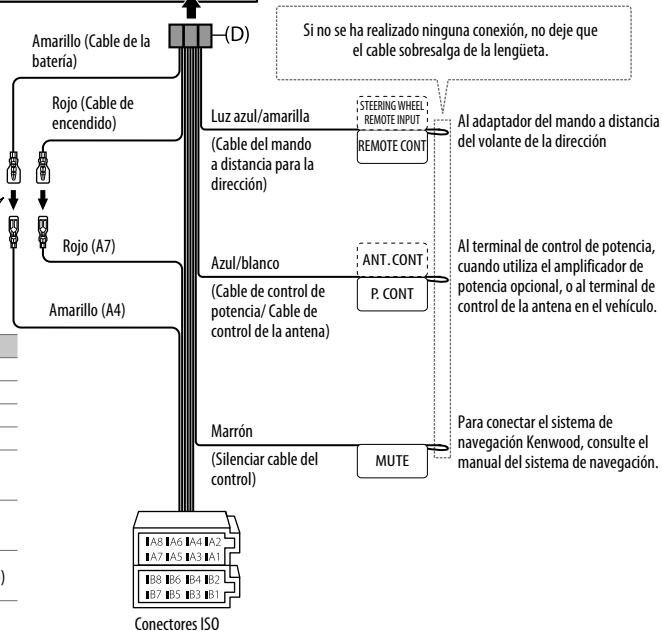 Amarillo (Cable de la
batería)
(D)
Si no se ha realizado ninguna conexión, no deje que
el cable sobresalga de la lengüeta.
Rojo (Cable de
encendido)
Luz azul/amarilla
(Cable del mando
a distancia para la
dirección)
STEERING WHEEL
REMOTE INPUT
REMOTE CONT
Al adaptador del mando a distancia
del volante de la dirección
Rojo (A7)
Amarillo (A4)
Azul/blanco
(Cable de control de
potencia/ Cable de
control de la antena)
ANT.CONT
P. CONT
Al terminal de control de potencia,
cuando utiliza el amplificador de
potencia opcional, o al terminal de
control de la antena en el vehículo.
Marrón
(Silenciar cable del
control)
MUTE
Para conectar el sistema de
navegación Kenwood, consulte el
manual del sistema de navegación.
A8 A6 A4 A2
A7 A5 A3 A1
B8 B6 B4 B2
B7 B5 B3 B1
Conectores ISO